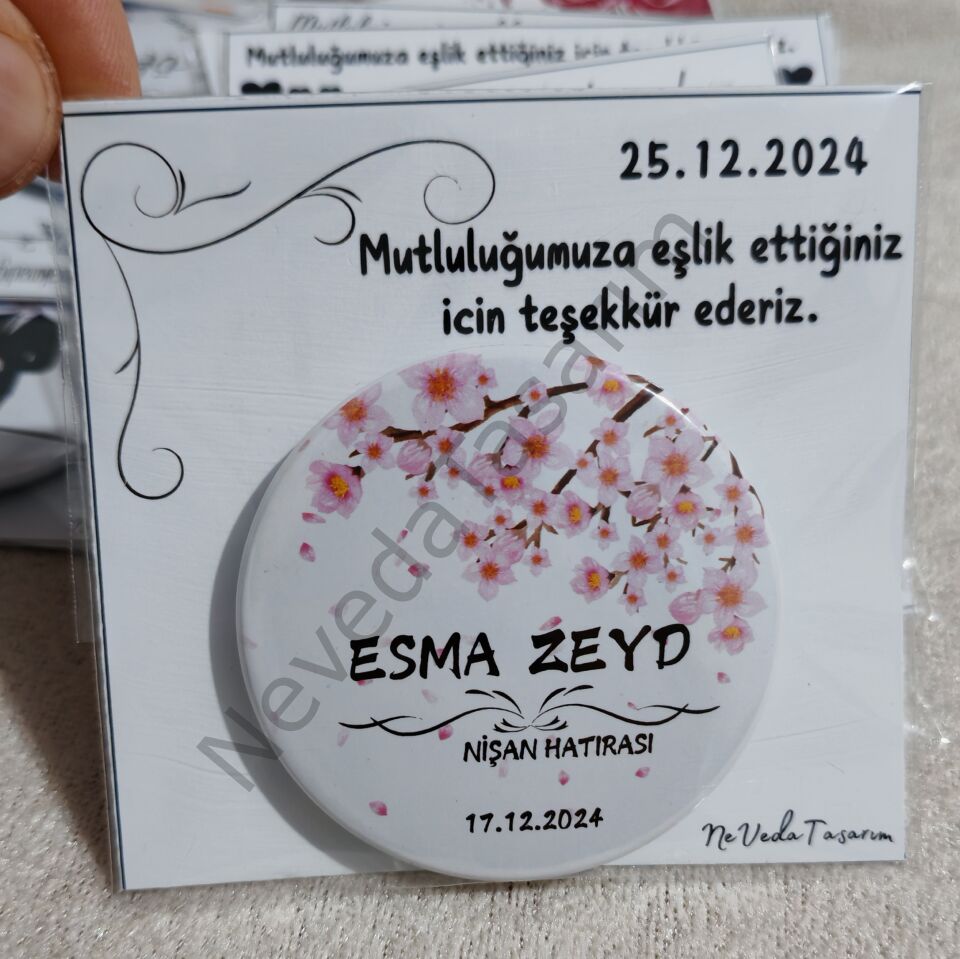 Mutluluğumuza eşlik ettiğiniz için
25.12.2024
Mutluluğumuza eşlik ettiğiniz
icin teşekkür ederiz.
ESMA ZEYD
NİŞAN HATIRASI
17.12.2024
NeVeda Tasarım
Neveda Tasarım